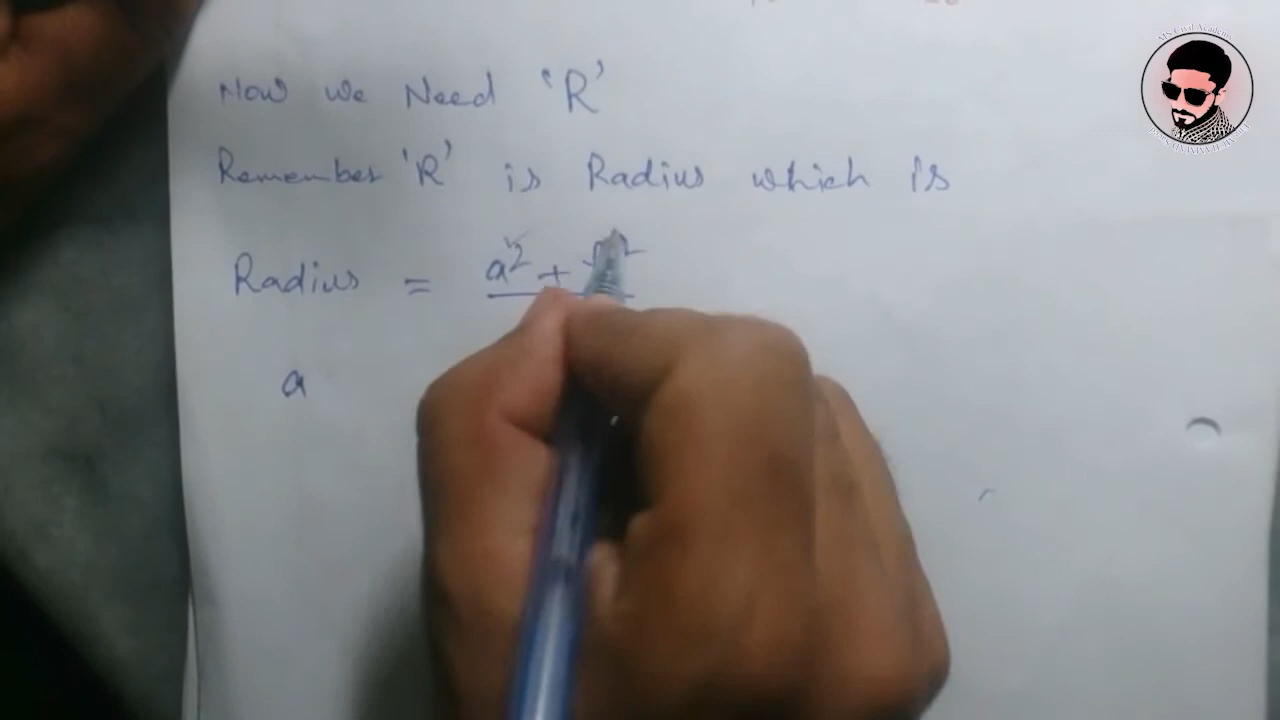 Now we Need 'R'
Remember 'R' is Radius which is
Radius = a² +
a